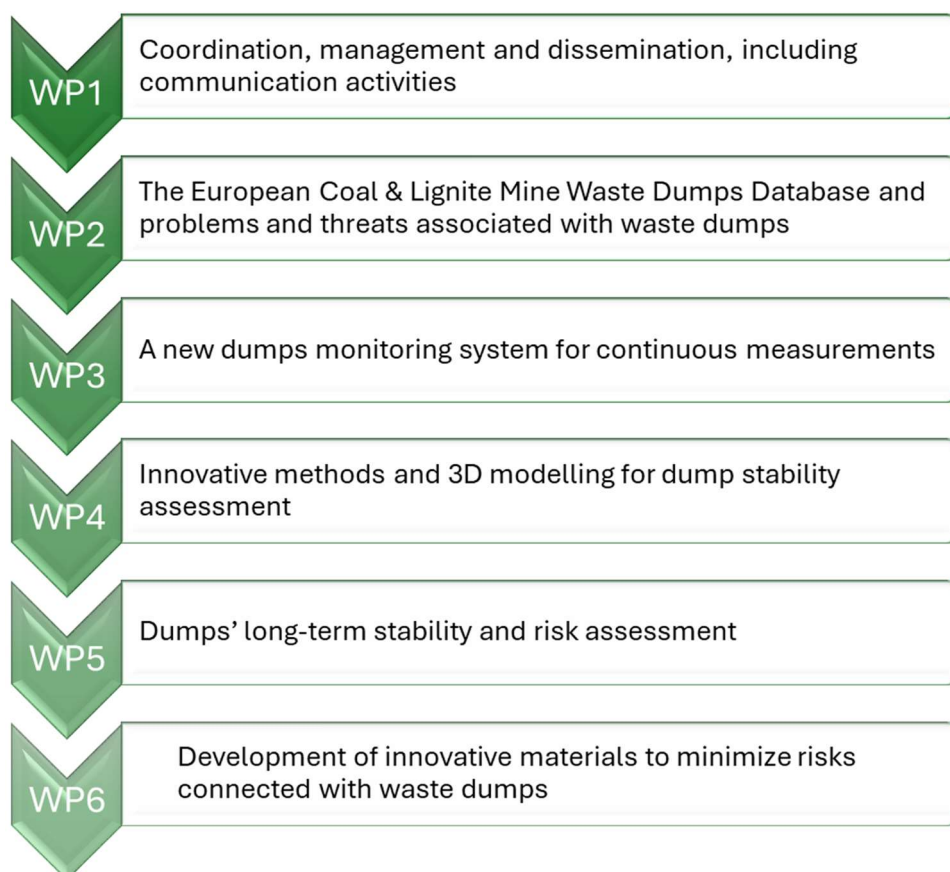 WP1
Coordination, management and dissemination, including
communication activities
WP2
The European Coal & Lignite Mine Waste Dumps Database and
problems and threats associated with waste dumps
WP3
A new dumps monitoring system for continuous measurements
WP4
Innovative methods and 3D modelling for dump stability
assessment
WP5
Dumps’ long-term stability and risk assessment
WP6
Development of innovative materials to minimize risks
connected with waste dumps